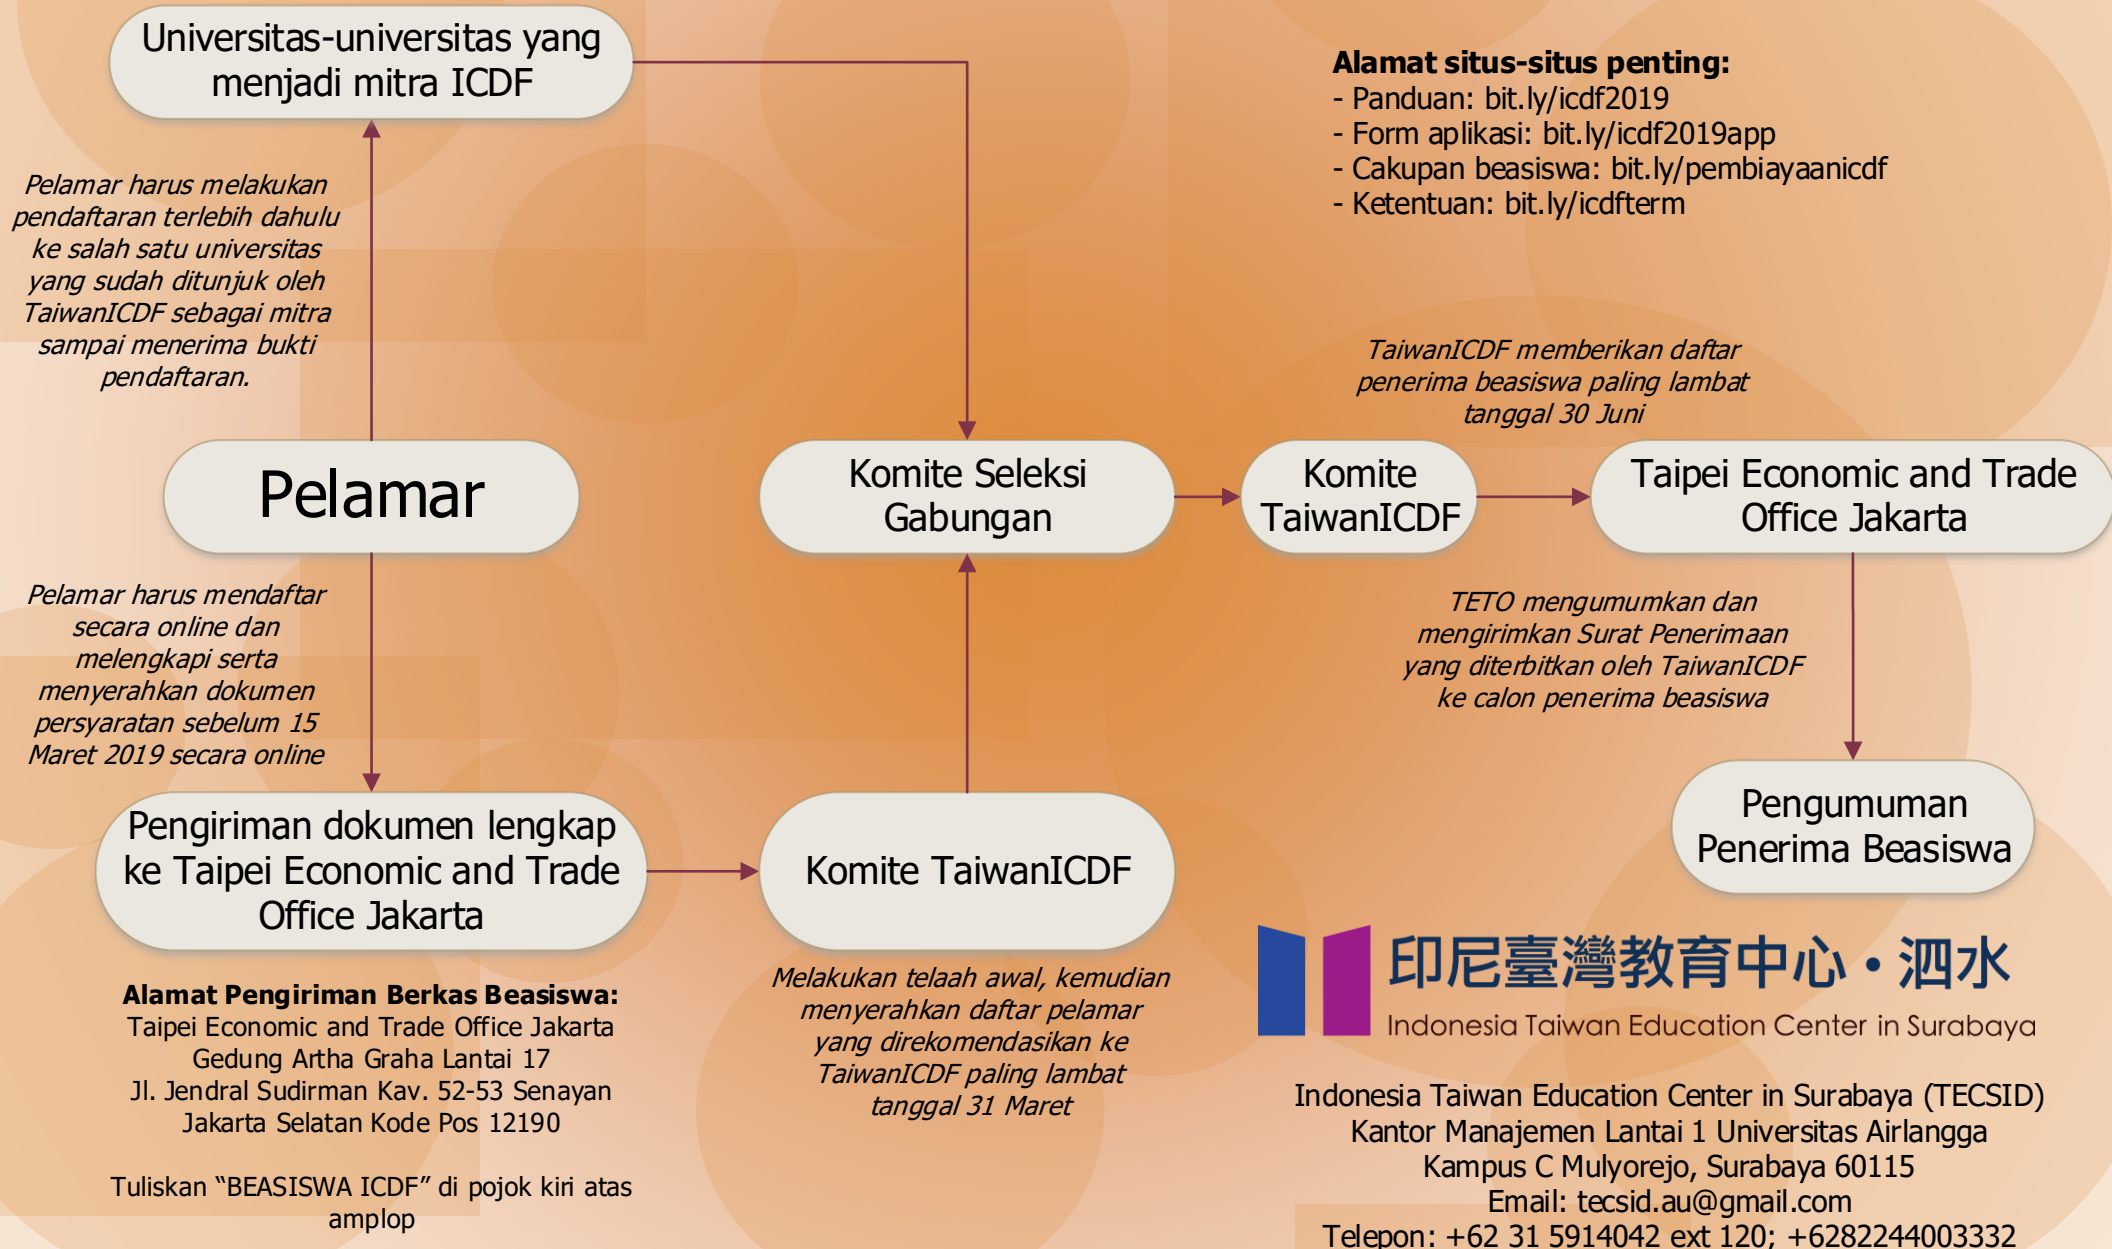 Universitas-universitas yang
menjadi mitra ICDF
Alamat situs-situs penting:
- Panduan: bit.ly/icdf2019
- Form aplikasi: bit.ly/icdf2019app
- Cakupan beasiswa: bit.ly/pembiayaanicdf
- Ketentuan: bit.ly/icdfterm
Pelamar harus melakukan
pendaftaran terlebih dahulu
ke salah satu universitas
yang sudah ditunjuk oleh
TaiwanICDF sebagai mitra
sampai menerima bukti
pendaftaran.
TaiwanICDF memberikan daftar
penerima beasiswa paling lambat
tanggal 30 Juni
Pelamar
Komite Seleksi
Gabungan
Komite
TaiwanICDF
Taipei Economic and Trade
Office Jakarta
Pelamar harus mendaftar
secara online dan
melengkapi serta
menyerahkan dokumen
persyaratan sebelum 15
Maret 2019 secara online
TETO mengumumkan dan
mengirimkan Surat Penerimaan
yang diterbitkan oleh TaiwanICDF
ke calon penerima beasiswa
Pengiriman dokumen lengkap
ke Taipei Economic and Trade
Office Jakarta
Komite TaiwanICDF
Pengumuman
Penerima Beasiswa
Alamat Pengiriman Berkas Beasiswa:
Taipei Economic and Trade Office Jakarta
Gedung Artha Graha Lantai 17
Jl. Jendral Sudirman Kav. 52-53 Senayan
Jakarta Selatan Kode Pos 12190
Tuliskan “BEASISWA ICDF” di pojok kiri atas
amplop
Melakukan telaah awal, kemudian
menyerahkan daftar pelamar
yang direkomendasikan ke
TaiwanICDF paling lambat
tanggal 31 Maret
印尼臺灣教育中心・泗水
Indonesia Taiwan Education Center in Surabaya
Indonesia Taiwan Education Center in Surabaya (TECSID)
Kantor Manajemen Lantai 1 Universitas Airlangga
Kampus C Mulyorejo, Surabaya 60115
Email: tecsid.au@gmail.com
Telepon: +62 31 5914042 ext 120; +6282244003332